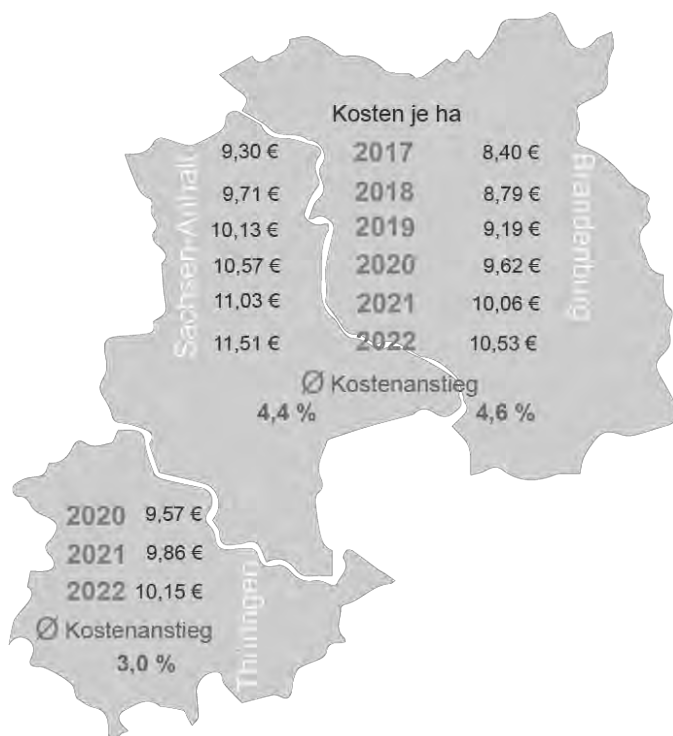 Kosten je ha
9,30 € 2017 8,40 €
9,71 € 2018 8,79 €
10,13 € 2019 9,19 €
10,57 € 2020 9,62 €
11,03 € 2021 10,06 €
11,51 € 2022 10,53 €
Sachsen-Anhalt
Brandenburg
Ø Kostenanstieg
4,4 % 4,6 %
2020 9,57 €
2021 9,86 €
2022 10,15 €
Ø Kostenanstieg
3,0 %
Thüringen